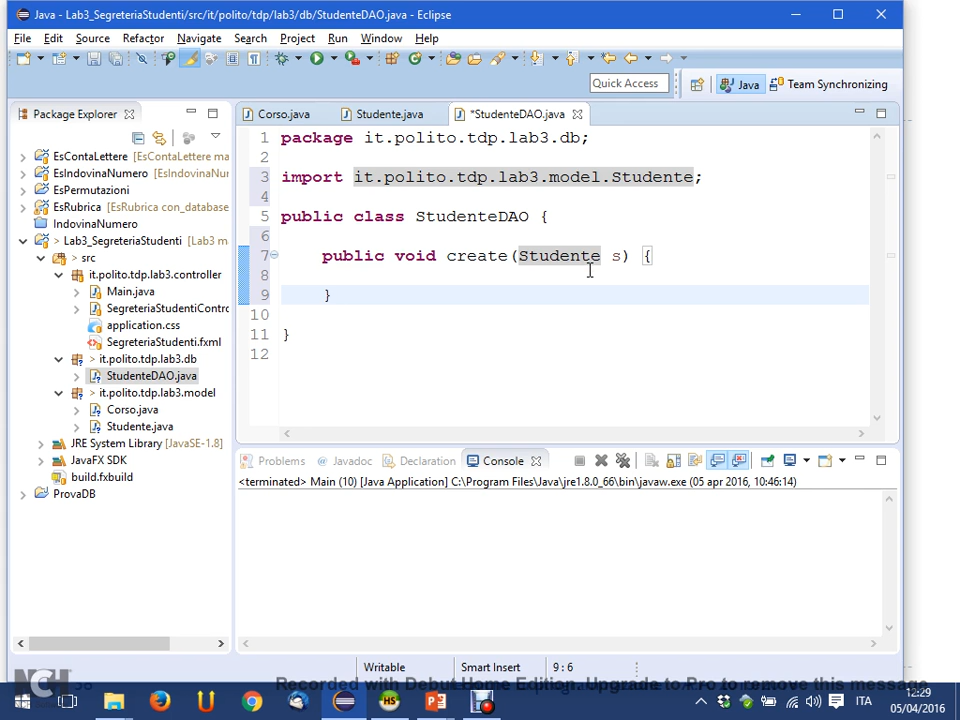 Java - Lab3_SegreteriaStudenti/src/it/polito/tdp/lab3/db/StudenteDAO.java - Eclipse
File Edit Source Refactor Navigate Search Project Run Window Help
Quick Access Java Team Synchronizing
Package Explorer
EsContaLettere [EsContaLettere ma
EsIndovinaNumero [EsIndovinaNum
EsPermutazioni
EsRubrica [EsRubrica con_database
IndovinaNumero
> Lab3_SegreteriaStudenti [Lab3 m
> src
it.polito.tdp.lab3.controller
Main.java
SegreteriaStudentiContro
application.css
SegreteriaStudenti.fxml
> it.polito.tdp.lab3.db
StudenteDAO.java
> it.polito.tdp.lab3.model
Corso.java
Studente.java
JRE System Library [JavaSE-1.8]
JavaFX SDK
build.fxbuild
ProvaDB
Corso.java Studente.java *StudenteDAO.java
1 package it.polito.tdp.lab3.db;
2
3 import it.polito.tdp.lab3.model.Studente;
4
5 public class StudenteDAO {
6
7 public void create(Studente s) {
8
9 }
10
11 }
12
Problems @ Javadoc Declaration Console
<terminated> Main (10) [Java Application] C:\Program Files\Java\jre1.8.0_66\bin\javaw.exe (05 apr 2016, 10:46:14)
Writable Smart Insert 9 : 6
NCH
Recorded with Debut Home Edition. Upgrade to Pro to remove this message
ITA
12:29
05/04/2016